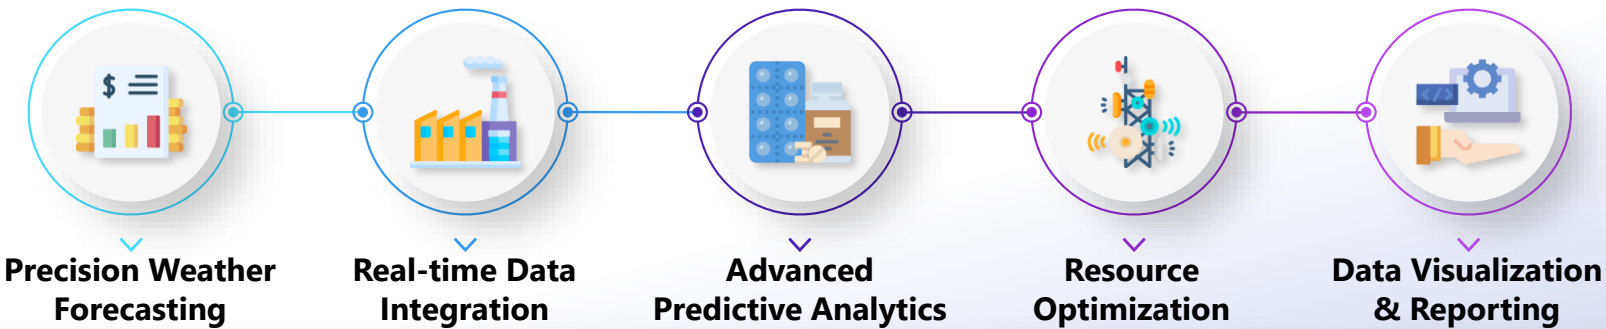 $
</>
Precision Weather
Forecasting
Real-time Data
Integration
Advanced
Predictive Analytics
Resource
Optimization
Data Visualization
& Reporting